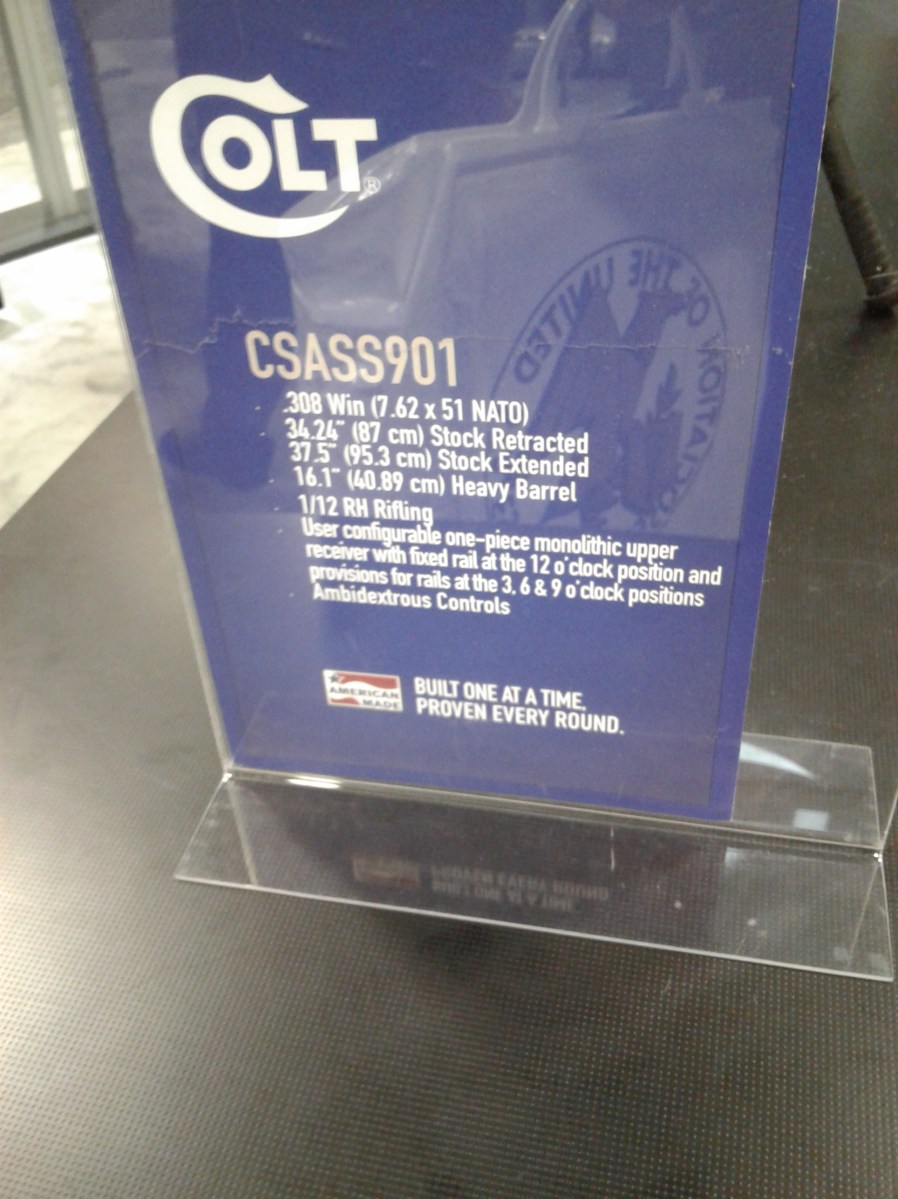 COLT®
CSASS901
.308 Win (7.62 x 51 NATO)
34.24" (87 cm) Stock Retracted
37.5" (95.3 cm) Stock Extended
16.1" (40.89 cm) Heavy Barrel
1/12 RH Rifling
User configurable one-piece monolithic upper
receiver with fixed rail at the 12 o'clock position and
provisions for rails at the 3, 6 & 9 o'clock positions
Ambidextrous Controls
AMERICAN
MADE
BUILT ONE AT A TIME.
PROVEN EVERY ROUND.
OF THE UNITED